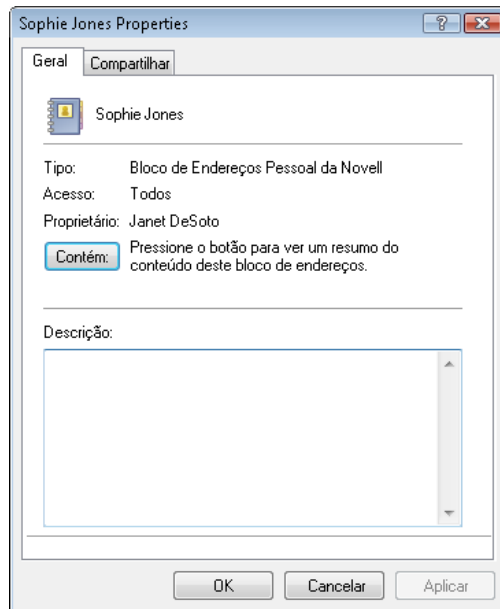 Sophie Jones Properties
Geral
Compartilhar
Sophie Jones
Tipo: Bloco de Endereços Pessoal da Novell
Acesso: Todos
Proprietário: Janet DeSoto
Contém: Pressione o botão para ver um resumo do
conteúdo deste bloco de endereços.
Descrição:
OK Cancelar Aplicar